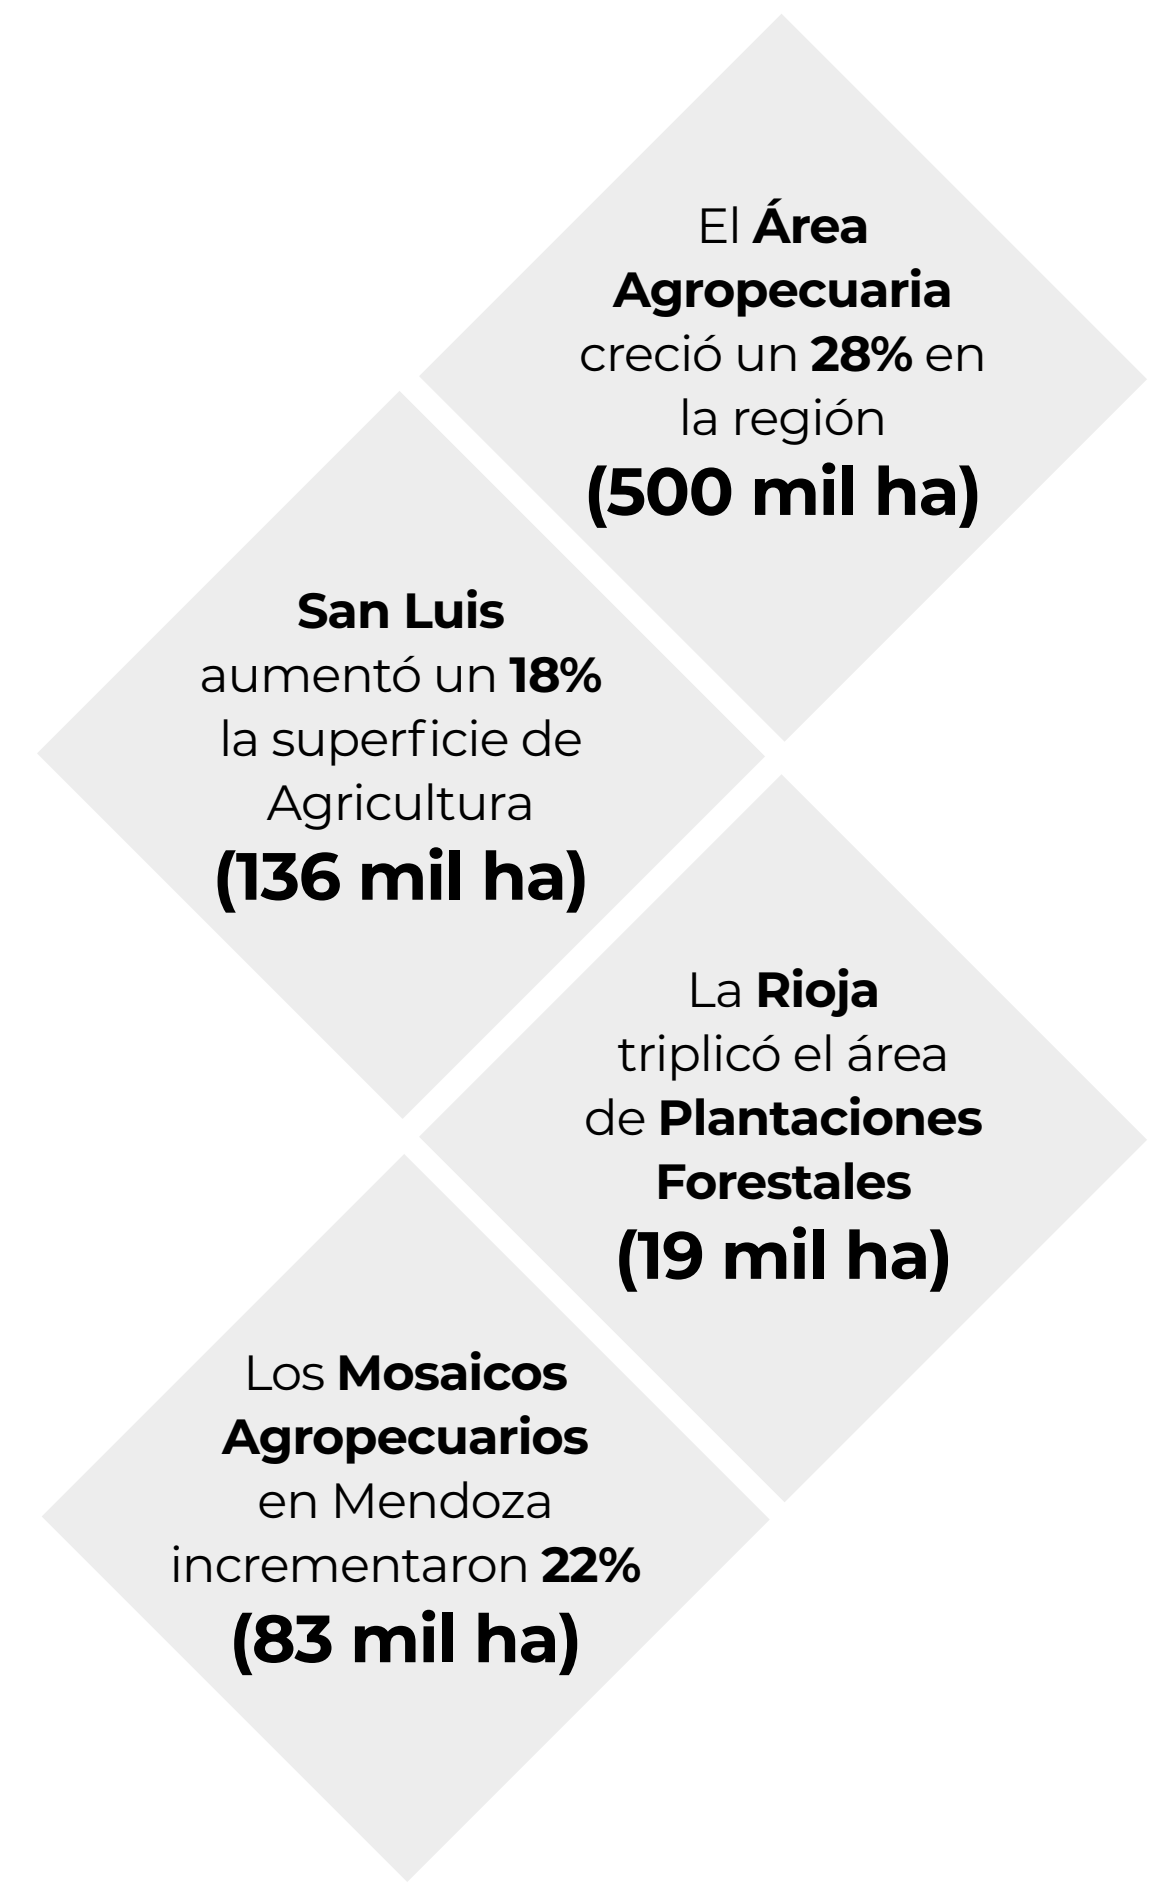 El Área
Agropecuaria
creció un 28% en
la región
(500 mil ha)
San Luis
aumentó un 18%
la superficie de
Agricultura
(136 mil ha)
La Rioja
triplicó el área
de Plantaciones
Forestales
(19 mil ha)
Los Mosaicos
Agropecuarios
en Mendoza
incrementaron 22%
(83 mil ha)